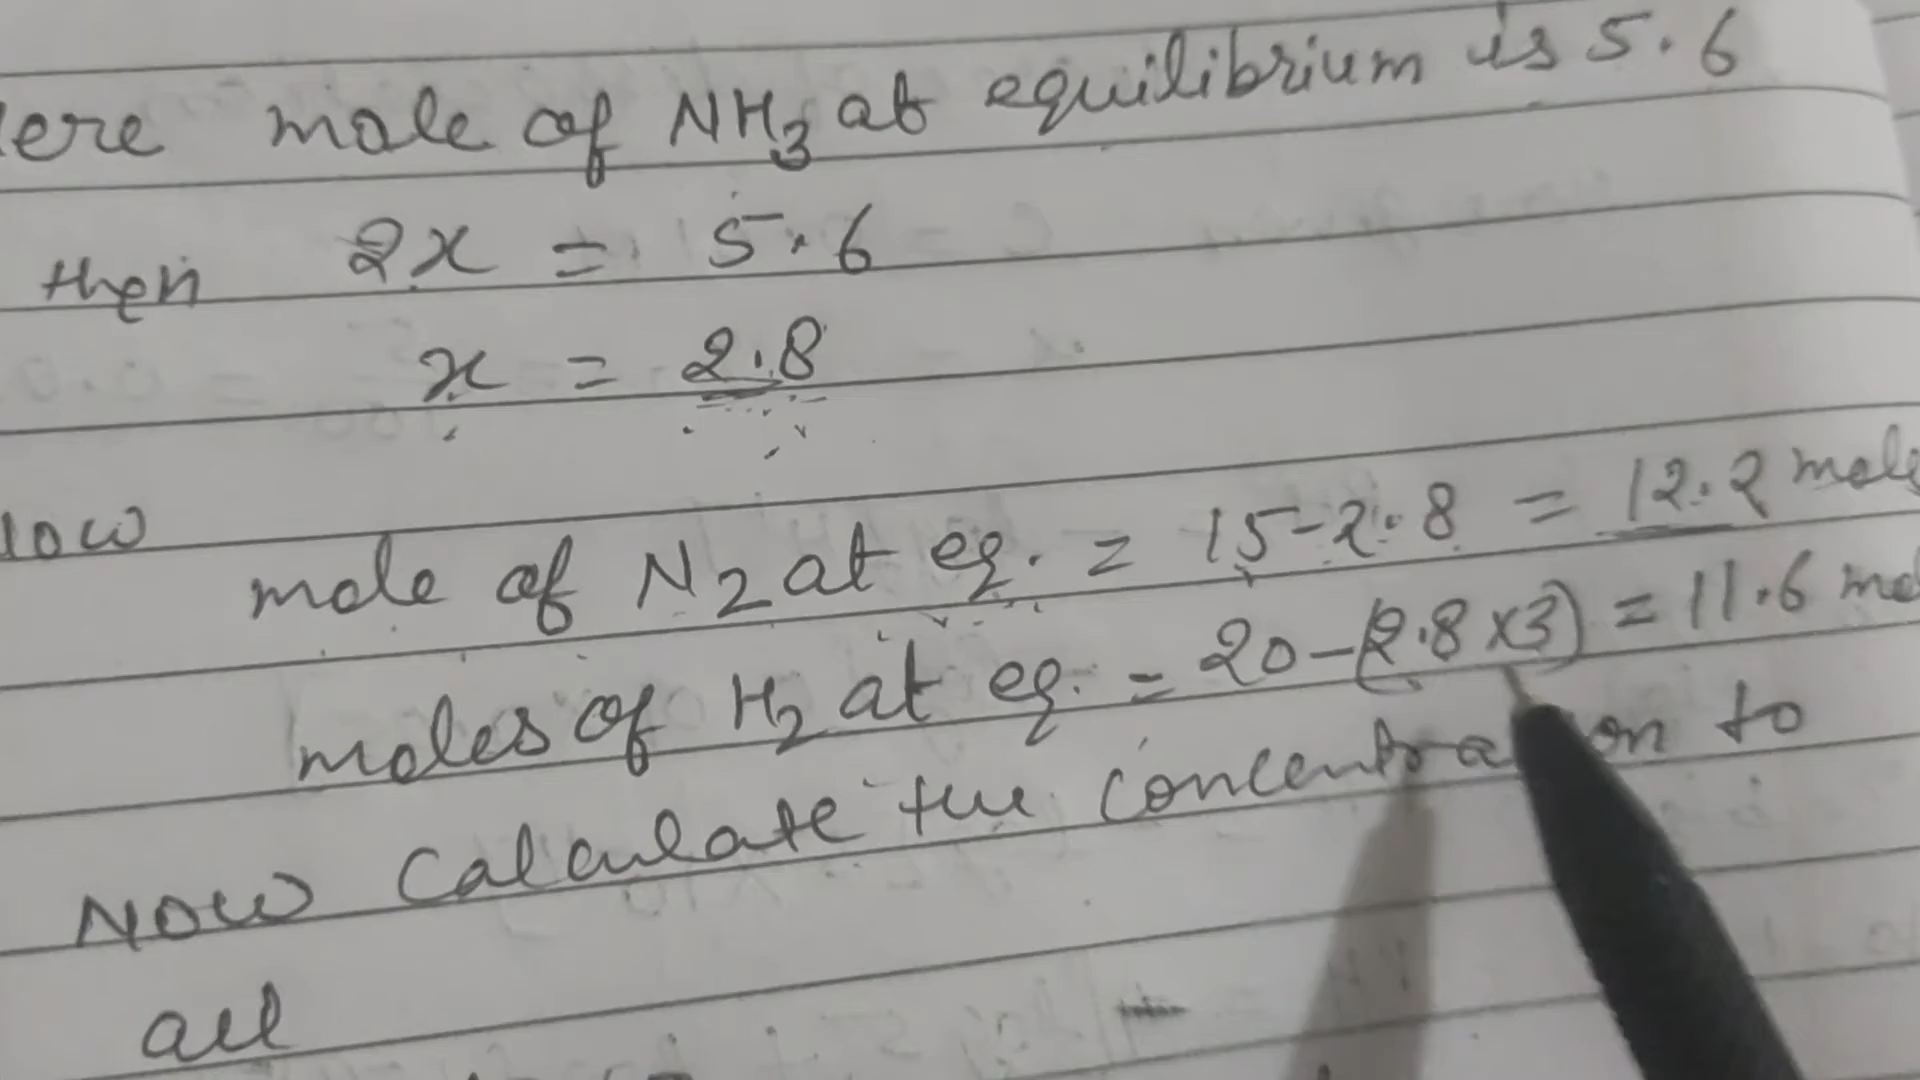 ere mole of NH3 at equilibrium is 5.6
then 2x = 5.6
x = 2.8
low
mole of N2 at eq. = 15-2.8 = 12.2 mole
moles of H2 at eq. = 20-(2.8x3) = 11.6 mo
Now calculate the concentration to
all